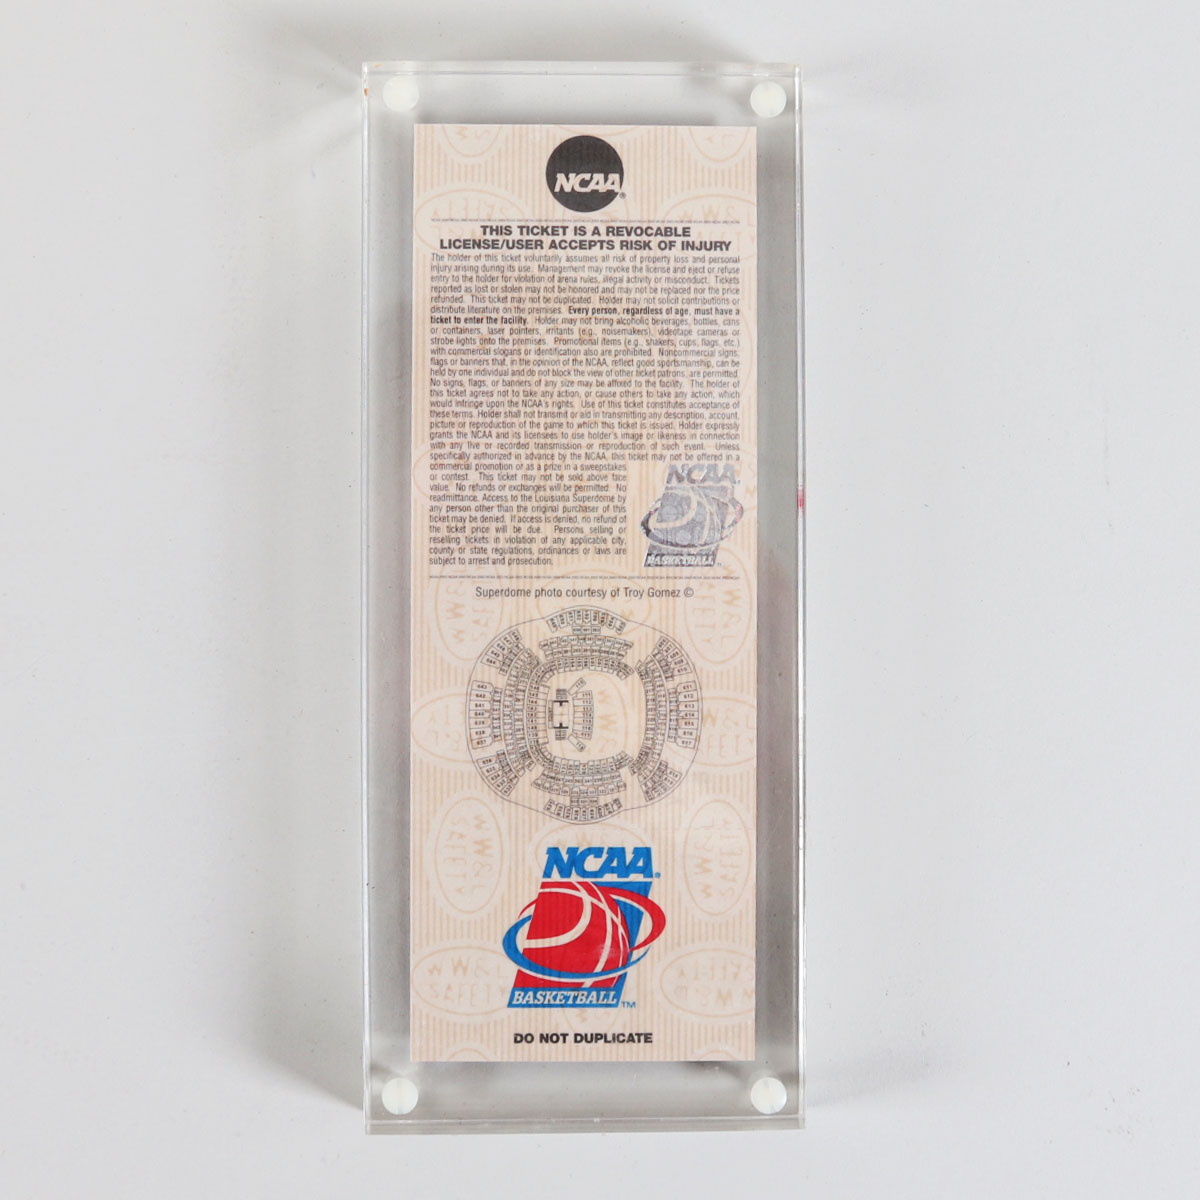 NCAA®
THIS TICKET IS A REVOCABLE
LICENSE/USER ACCEPTS RISK OF INJURY
The holder of this ticket voluntarily assumes all risk of property loss and personal
injury arising during its use. Management may revoke the license and eject or refuse
entry to the holder for violation of arena rules, illegal activity or misconduct. Tickets
reported as lost or stolen may not be honored and may not be replaced nor the price
refunded. This ticket may not be duplicated. Holder may not solicit contributions or
distribute literature on the premises. Every person, regardless of age, must have a
ticket to enter the facility. Holder may not bring alcoholic beverages, bottles, cans
or containers, laser pointers, irritants (e.g., noisemakers), videotape cameras or
strobe lights onto the premises. Promotional items (e.g., shakers, cups, flags, etc.)
with commercial slogans or identification also are prohibited. Noncommercial signs,
flags or banners that, in the opinion of the NCAA, reflect good sportsmanship, can be
held by one individual and do not block the view of other ticket patrons, are permitted.
No signs, flags, or banners of any size may be affixed to the facility. The holder of
this ticket agrees not to take any action, or cause others to take any action, which
would infringe upon the NCAA's rights. Use of this ticket constitutes acceptance of
these terms. Holder shall not transmit or aid in transmitting any description, account,
picture or reproduction of the game to which this ticket is issued. Holder expressly
grants the NCAA and its licensees to use holder's image or likeness in connection
with any live or recorded transmission or reproduction of such event. Unless
specifically authorized in advance by the NCAA, this ticket may not be offered in a
commercial promotion or as a prize in a sweepstakes
or contest. This ticket may not be sold above face
value. No refunds or exchanges will be permitted. No
readmittance. Access to the Louisiana Superdome by
any person other than the original purchaser of this
ticket may be denied. If access is denied, no refund of
the ticket price will be due. Persons selling or
reselling tickets in violation of any applicable city,
county or state regulations, ordinances or laws are
subject to arrest and prosecution.
NCAA
BASKETBALL
Superdome photo courtesy of Troy Gomez ©
NCAA®
BASKETBALL TM
DO NOT DUPLICATE